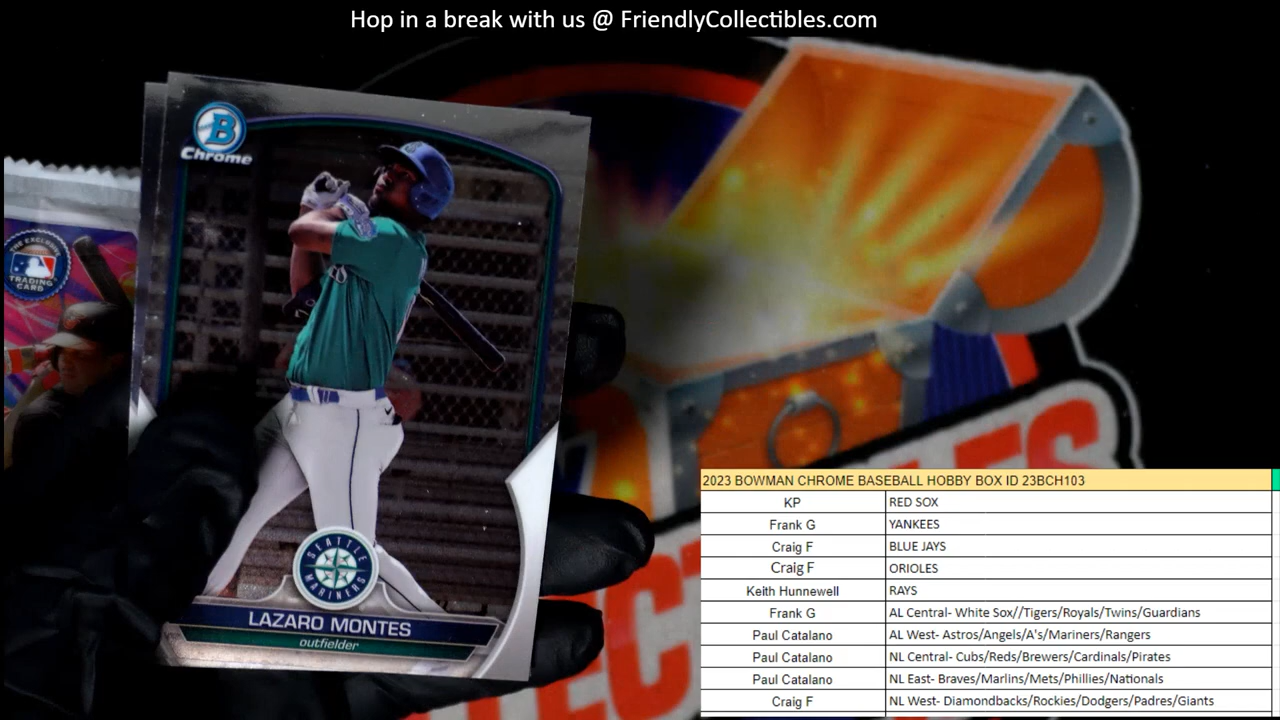 Hop in a break with us @ FriendlyCollectibles.com
B
Chrome
THE EXCLUSIVE
TRADING
CARD
SEATTLE
MARINERS
LAZARO MONTES
outfielder
2023 BOWMAN CHROME BASEBALL HOBBY BOX ID 23BCH103
KP RED SOX
Frank G YANKEES
Craig F BLUE JAYS
Craig F ORIOLES
Keith Hunnewell RAYS
Frank G AL Central- White Sox//Tigers/Royals/Twins/Guardians
Paul Catalano AL West- Astros/Angels/A's/Mariners/Rangers
Paul Catalano NL Central- Cubs/Reds/Brewers/Cardinals/Pirates
Paul Catalano NL East- Braves/Marlins/Mets/Phillies/Nationals
Craig F NL West- Diamondbacks/Rockies/Dodgers/Padres/Giants